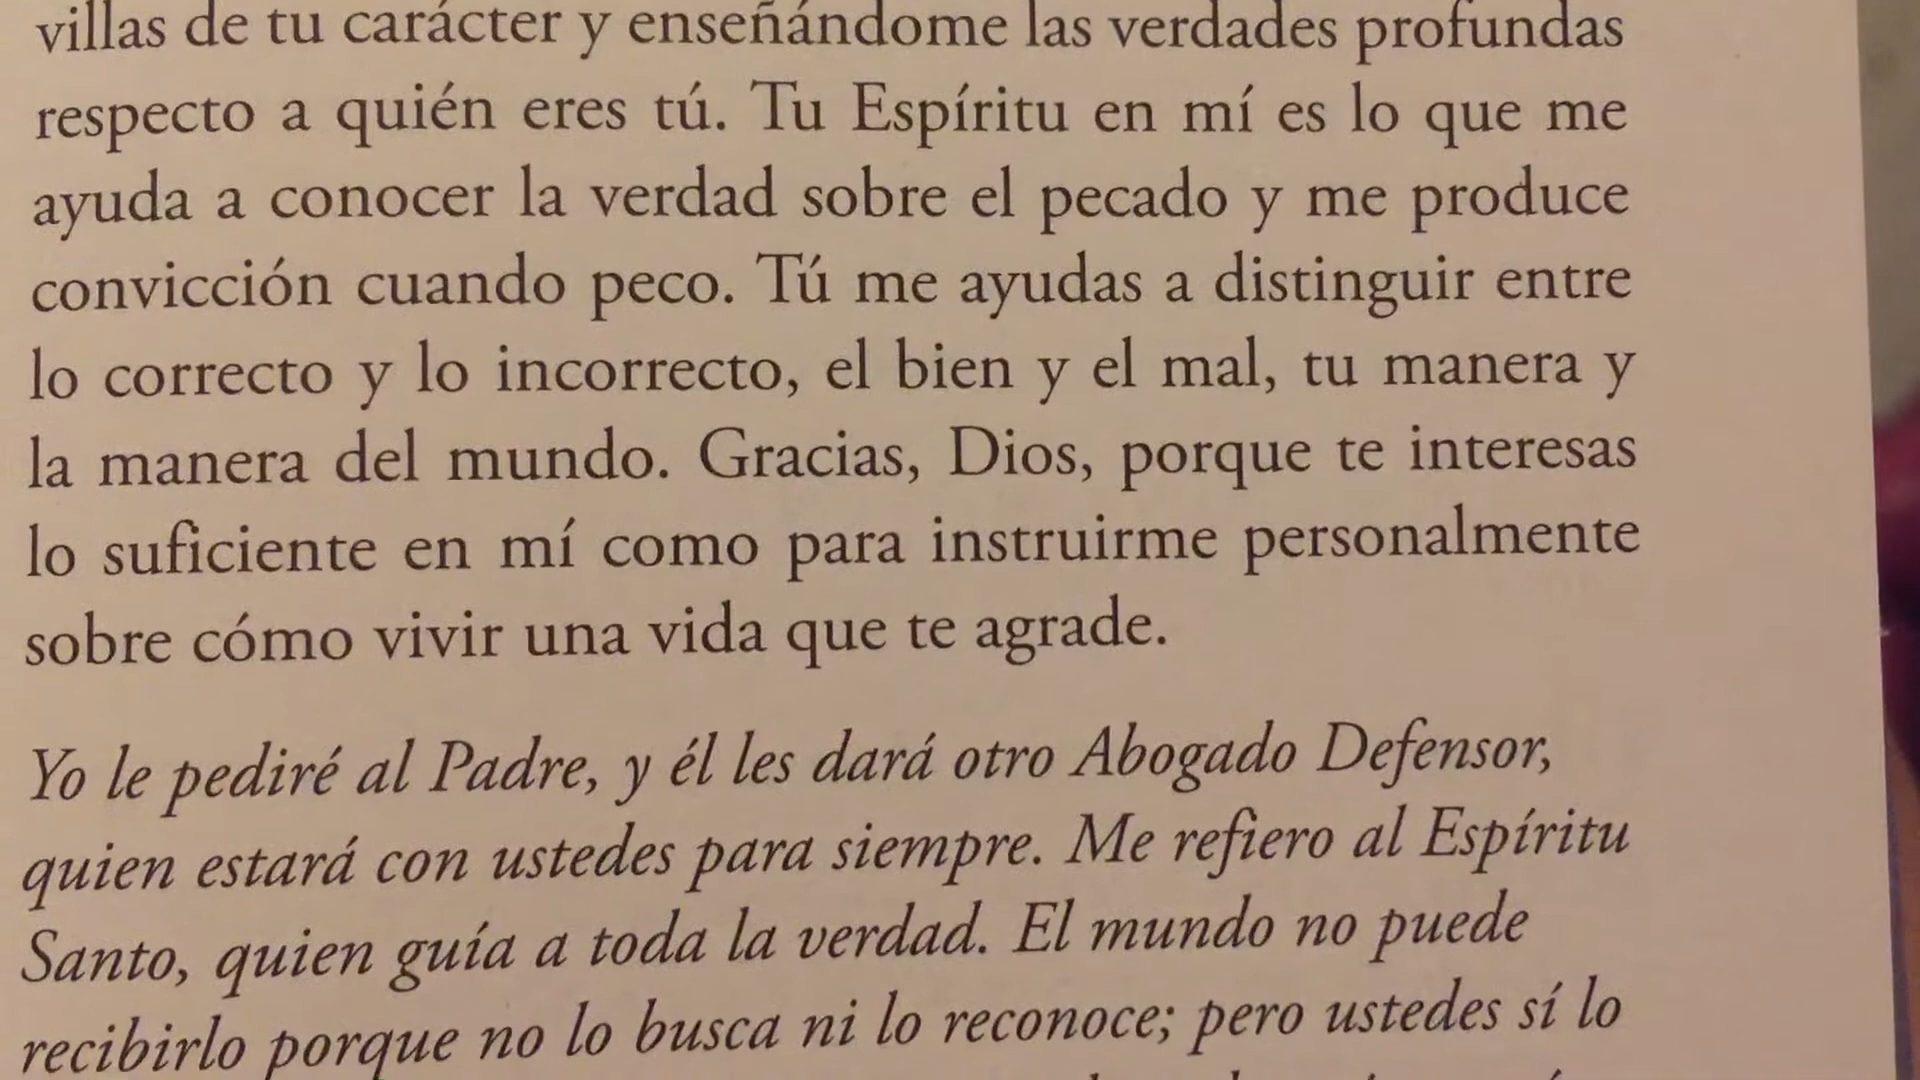 villas de tu carácter y enseñándome las verdades profundas
respecto a quién eres tú. Tu Espíritu en mí es lo que me
ayuda a conocer la verdad sobre el pecado y me produce
convicción cuando peco. Tú me ayudas a distinguir entre
lo correcto y lo incorrecto, el bien y el mal, tu manera y
la manera del mundo. Gracias, Dios, porque te interesas
lo suficiente en mí como para instruirme personalmente
sobre cómo vivir una vida que te agrade.
Yo le pediré al Padre, y él les dará otro Abogado Defensor,
quien estará con ustedes para siempre. Me refiero al Espíritu
Santo, quien guía a toda la verdad. El mundo no puede
recibirlo porque no lo busca ni lo reconoce; pero ustedes sí lo